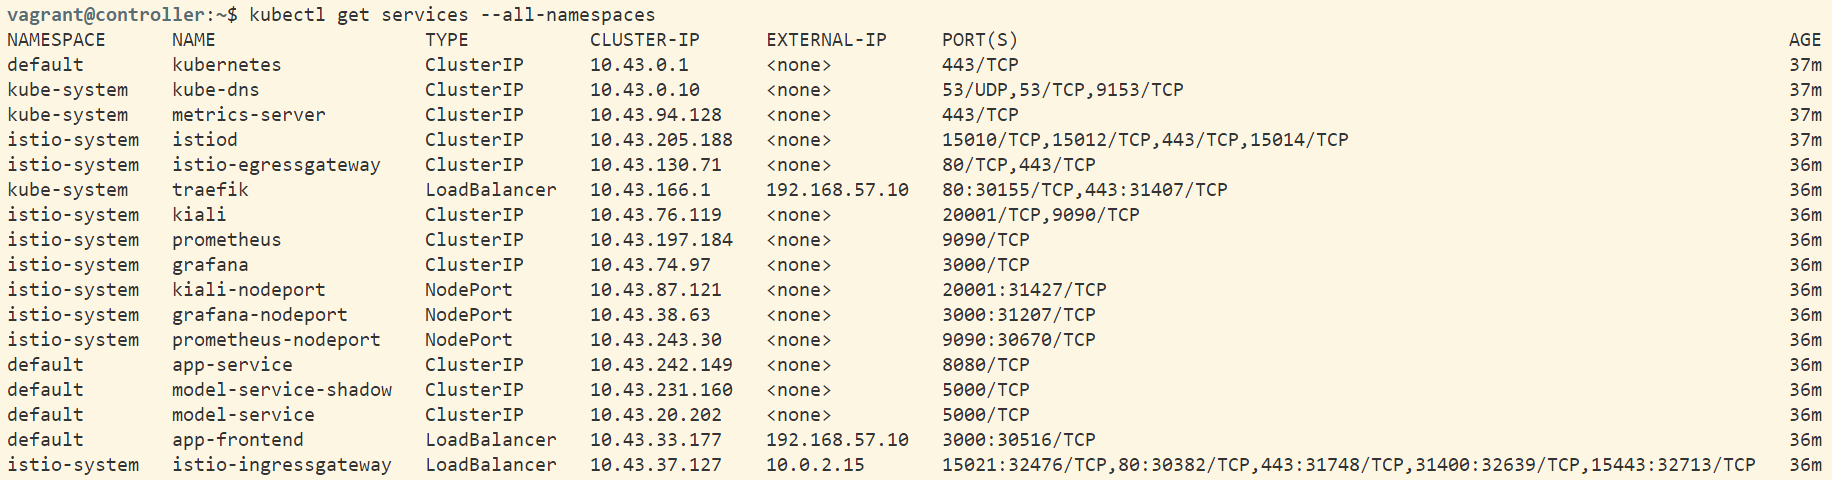 vagrant@controller:~$ kubectl get services --all-namespaces
NAMESPACE      NAME                   TYPE           CLUSTER-IP      EXTERNAL-IP     PORT(S)                                                                      AGE
default        kubernetes             ClusterIP      10.43.0.1       <none>          443/TCP                                                                      37m
kube-system    kube-dns               ClusterIP      10.43.0.10      <none>          53/UDP,53/TCP,9153/TCP                                                       37m
kube-system    metrics-server         ClusterIP      10.43.94.128    <none>          443/TCP                                                                      37m
istio-system   istiod                 ClusterIP      10.43.205.188   <none>          15010/TCP,15012/TCP,443/TCP,15014/TCP                                        37m
istio-system   istio-egressgateway    ClusterIP      10.43.130.71    <none>          80/TCP,443/TCP                                                               36m
kube-system    traefik                LoadBalancer   10.43.166.1     192.168.57.10   80:30155/TCP,443:31407/TCP                                                   36m
istio-system   kiali                  ClusterIP      10.43.76.119    <none>          20001/TCP,9090/TCP                                                           36m
istio-system   prometheus             ClusterIP      10.43.197.184   <none>          9090/TCP                                                                     36m
istio-system   grafana                ClusterIP      10.43.74.97     <none>          3000/TCP                                                                     36m
istio-system   kiali-nodeport         NodePort       10.43.87.121    <none>          20001:31427/TCP                                                              36m
istio-system   grafana-nodeport       NodePort       10.43.38.63     <none>          3000:31207/TCP                                                               36m
istio-system   prometheus-nodeport    NodePort       10.43.243.30    <none>          9090:30670/TCP                                                               36m
default        app-service            ClusterIP      10.43.242.149   <none>          8080/TCP                                                                     36m
default        model-service-shadow   ClusterIP      10.43.231.160   <none>          5000/TCP                                                                     36m
default        model-service          ClusterIP      10.43.20.202    <none>          5000/TCP                                                                     36m
default        app-frontend           LoadBalancer   10.43.33.177    192.168.57.10   3000:30516/TCP                                                               36m
istio-system   istio-ingressgateway   LoadBalancer   10.43.37.127    10.0.2.15       15021:32476/TCP,80:30382/TCP,443:31748/TCP,31400:32639/TCP,15443:32713/TCP   36m